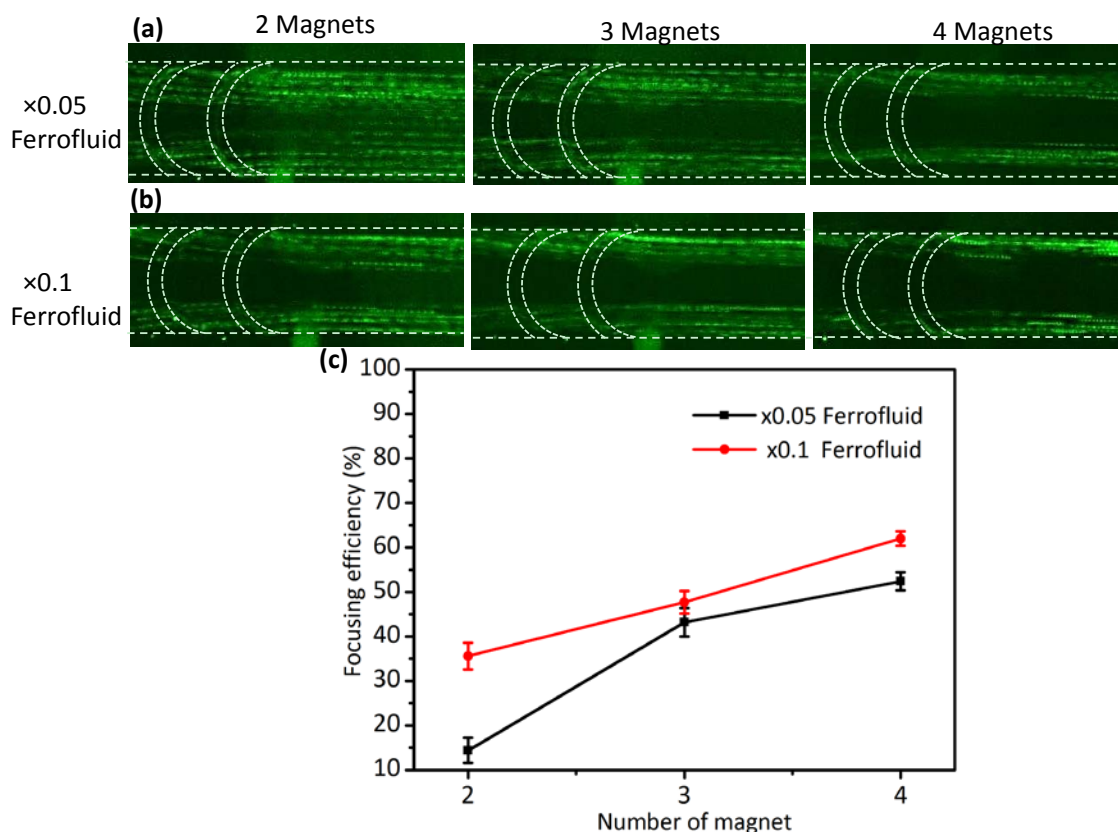 (a)
2 Magnets
3 Magnets
4 Magnets
×0.05
Ferrofluid
(b)
×0.1
Ferrofluid
(c)
100
90
80
70
60
50
40
30
20
10
Focusing efficiency (%)
x0.05 Ferrofluid
x0.1 Ferrofluid
2
3
4
Number of magnet